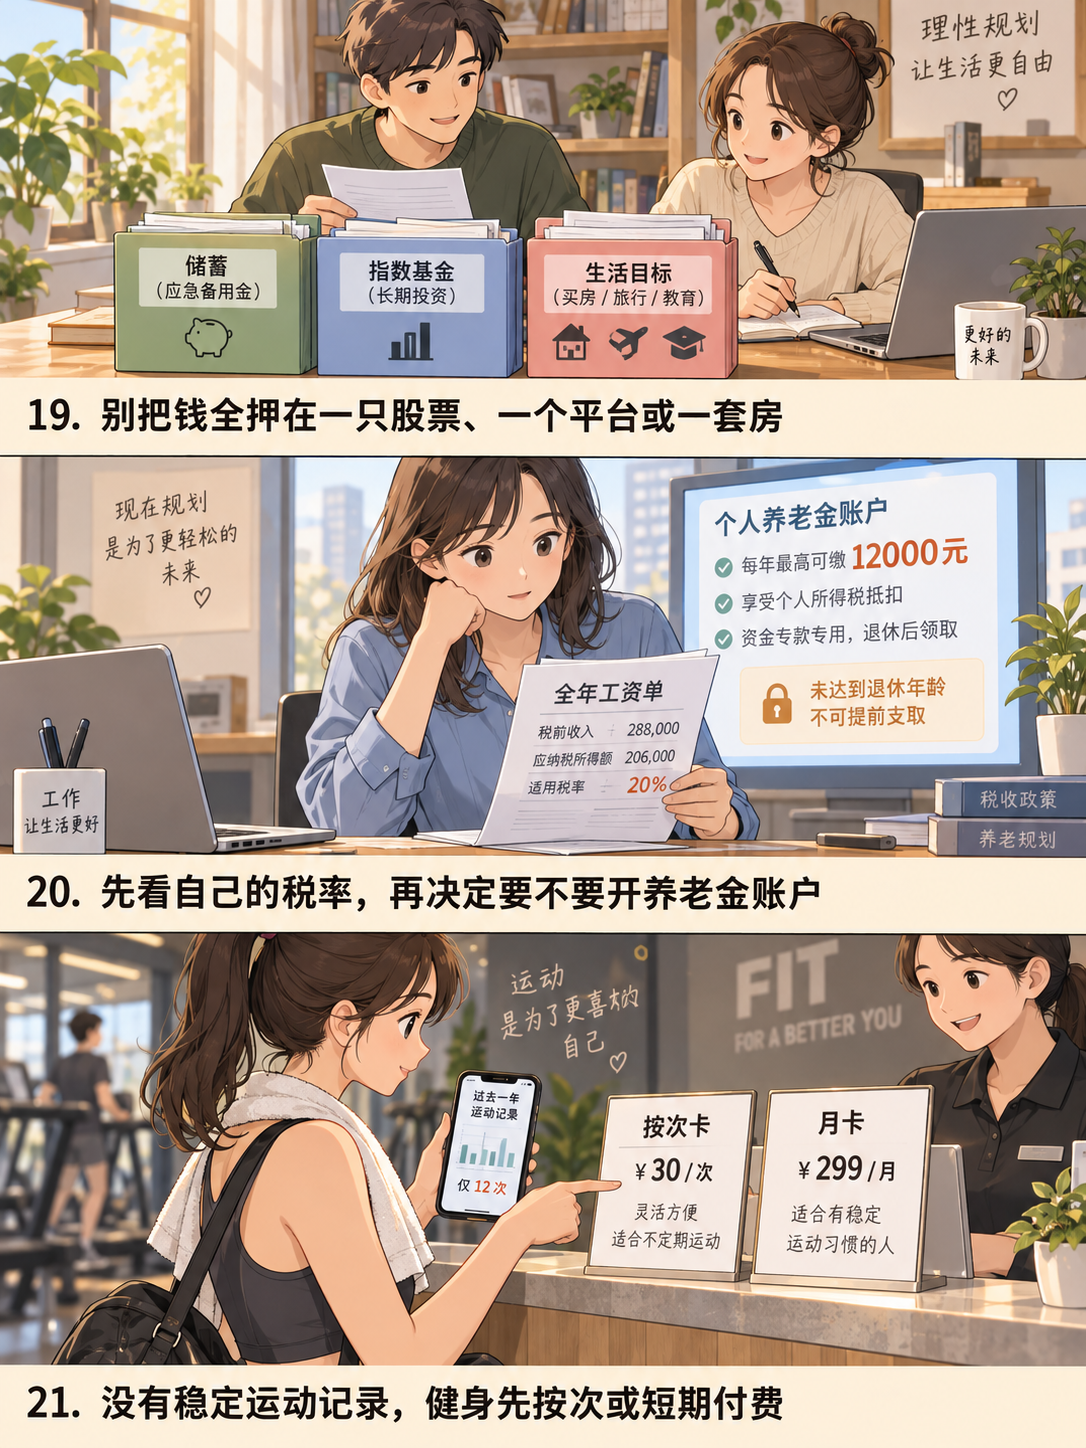 理性规划
让生活更自由
储蓄
（应急备用金）
指数基金
（长期投资）
生活目标
（买房 / 旅行 / 教育）
更好的
未来
19. 别把钱全押在一只股票、一个平台或一套房
现在规划
是为了更轻松的
未来
个人养老金账户
每年最高可缴 12000元
享受个人所得税抵扣
资金专款专用，退休后领取
未达到退休年龄
不可提前支取
全年工资单
税前收入 288,000
应纳税所得额 206,000
适用税率 20%
工作
让生活更好
税收政策
养老规划
20. 先看自己的税率，再决定要不要开养老金账户
运动
是为了更喜欢的
自己
FIT
FOR A BETTER YOU
过去一年
运动记录
仅 12 次
按次卡
¥ 30 / 次
灵活方便
适合不定期运动
月卡
¥ 299 / 月
适合有稳定
运动习惯的人
21. 没有稳定运动记录，健身先按次或短期付费